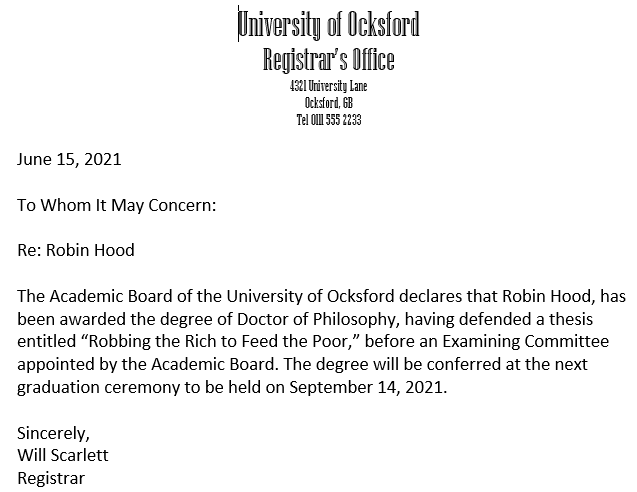 University of Ocksford
Registrar's Office
4321 University Lane
Ocksford, GB
Tel 0111 555 2233
June 15, 2021
To Whom It May Concern:
Re: Robin Hood
The Academic Board of the University of Ocksford declares that Robin Hood, has
been awarded the degree of Doctor of Philosophy, having defended a thesis
entitled “Robbing the Rich to Feed the Poor,” before an Examining Committee
appointed by the Academic Board. The degree will be conferred at the next
graduation ceremony to be held on September 14, 2021.
Sincerely,
Will Scarlett
Registrar